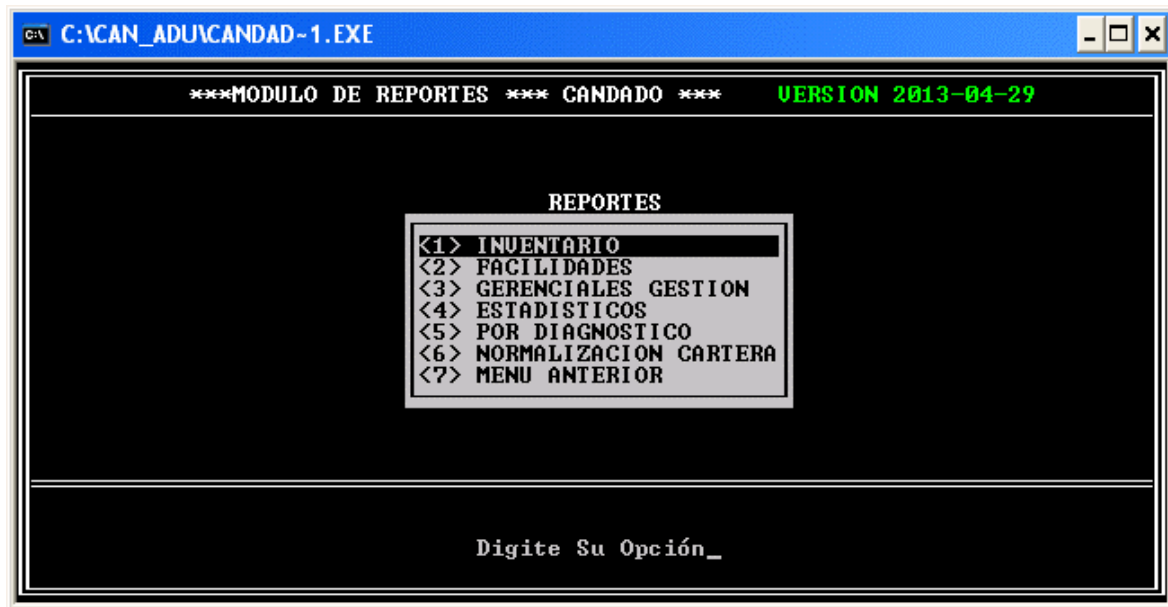 C:\CAN_ADU\CANDAD~1.EXE
***MODULO DE REPORTES *** CANDADO *** VERSION 2013-04-29
REPORTES
<1> INVENTARIO
<2> FACILIDADES
<3> GERENCIALES GESTION
<4> ESTADISTICOS
<5> POR DIAGNOSTICO
<6> NORMALIZACION CARTERA
<7> MENU ANTERIOR
Digite Su Opción_